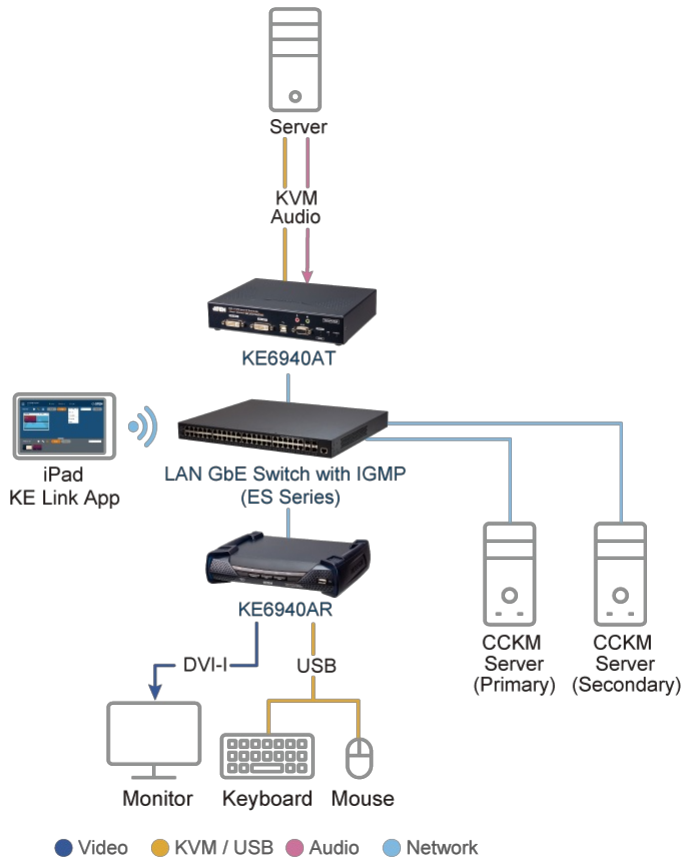 Server
KVM
Audio
KE6940AT
iPad
KE Link App
LAN GbE Switch with IGMP
(ES Series)
KE6940AR
CCKM
Server
(Primary)
CCKM
Server
(Secondary)
DVI-I
USB
Monitor
Keyboard
Mouse
Video
KVM / USB
Audio
Network